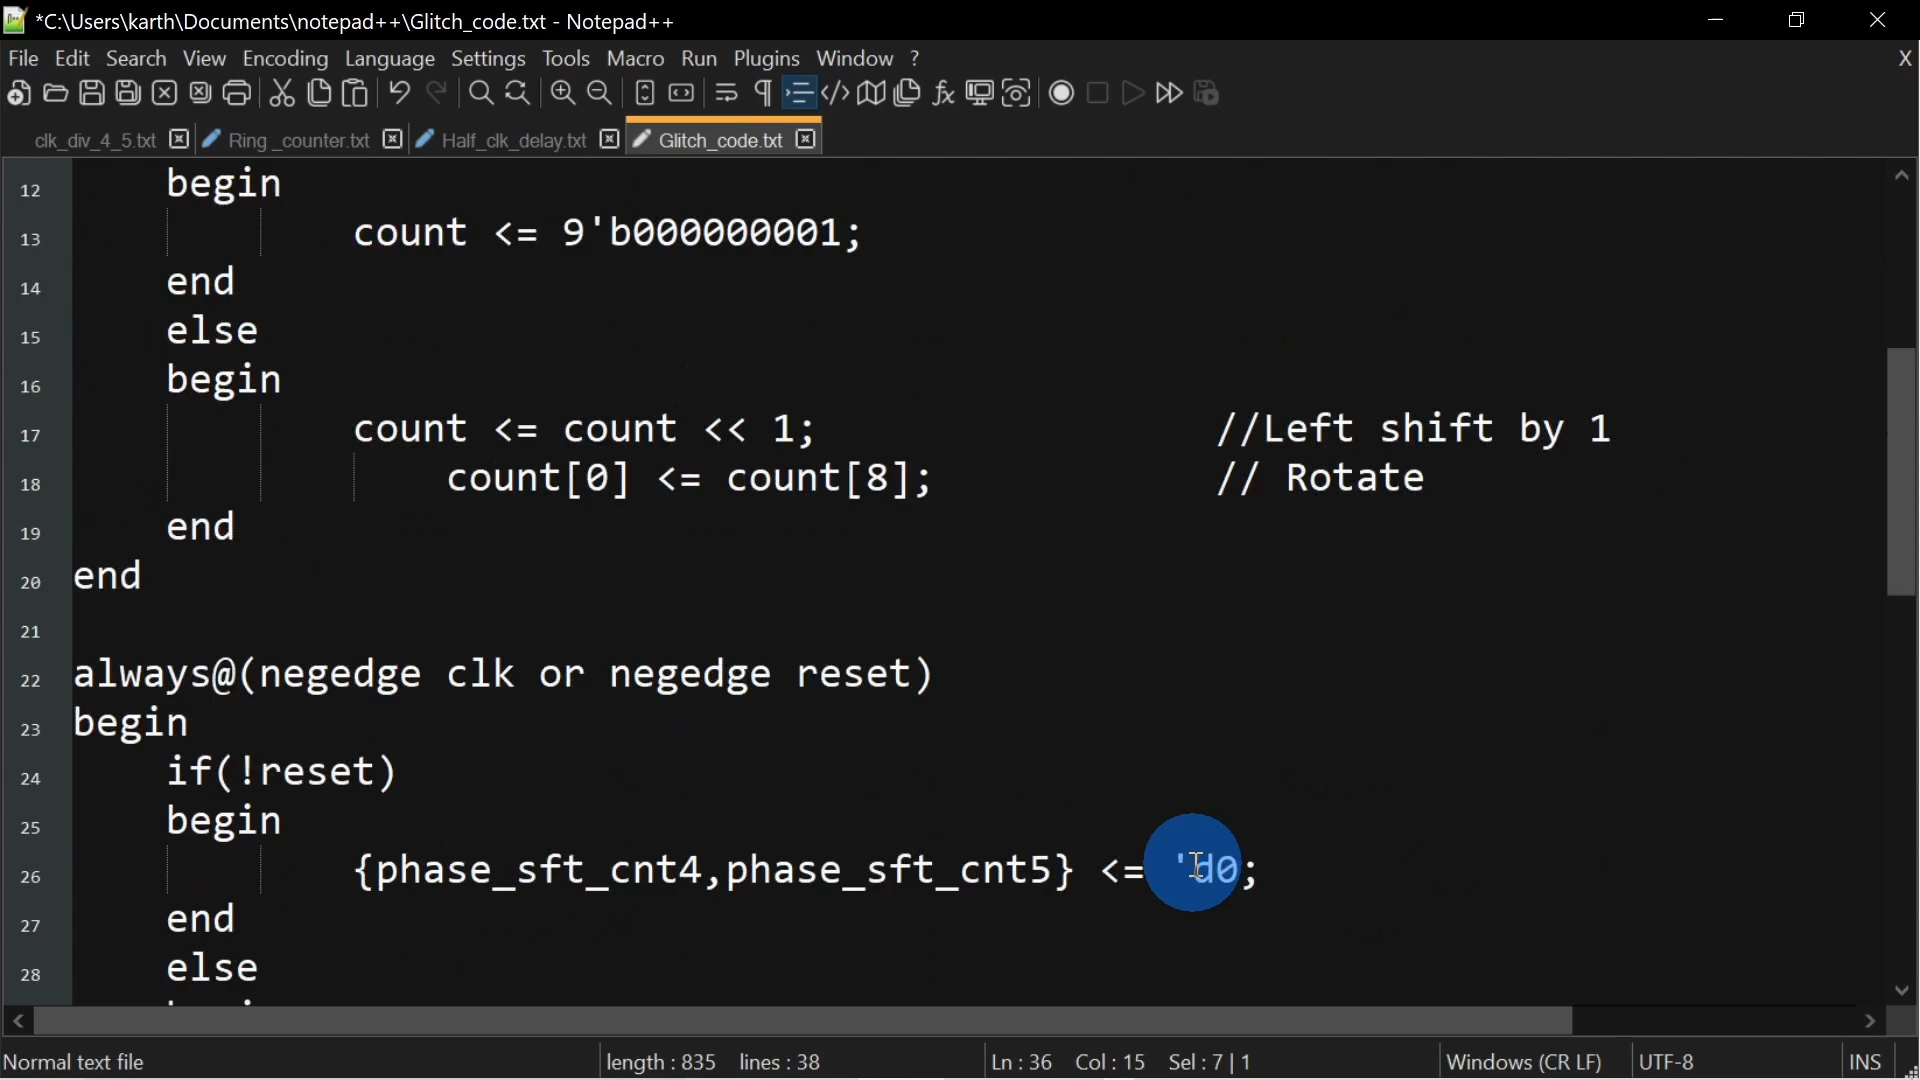 *C:\Users\karth\Documents\notepad++\Glitch_code.txt - Notepad++
File Edit Search View Encoding Language Settings Tools Macro Run Plugins Window ? X
clk_div_4_5.txt Ring _counter.txt Half_clk_delay.txt Glitch_code.txt
12 begin
13 count <= 9'b000000001;
14 end
15 else
16 begin
17 count <= count << 1; //Left shift by 1
18 count[0] <= count[8]; // Rotate
19 end
20 end
21
22 always@(negedge clk or negedge reset)
23 begin
24 if(!reset)
25 begin
26 {phase_sft_cnt4,phase_sft_cnt5} <= 'd0;
27 end
28 else
Normal text file length : 835 lines : 38 Ln : 36 Col : 15 Sel : 7 | 1 Windows (CR LF) UTF-8 INS